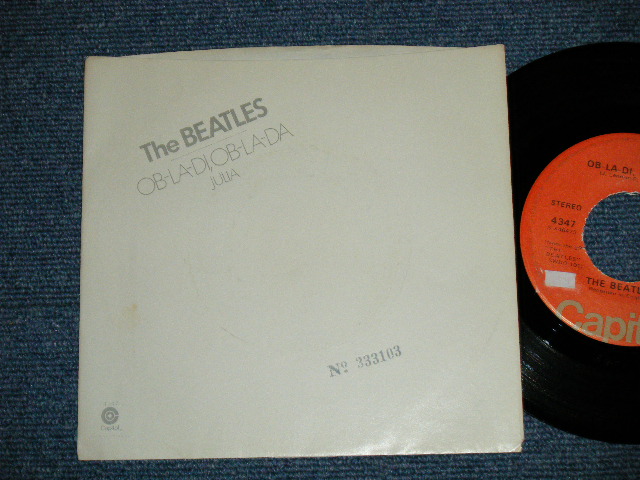 The BEATLES
OB-LA-DI, OB-LA-DA
JULIA
Nº 333103
Capitol
OB-LA-DI,
STEREO
4347
THE BEATL
Capit